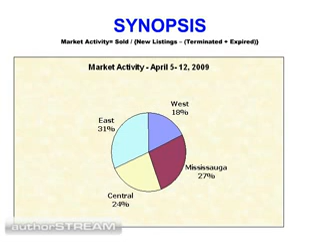 SYNOPSIS
Market Activity= Sold / {New Listings – (Terminated + Expired)}
Market Activity - April 5- 12, 2009
West
18%
East
31%
Mississauga
27%
Central
24%
authorSTREAM